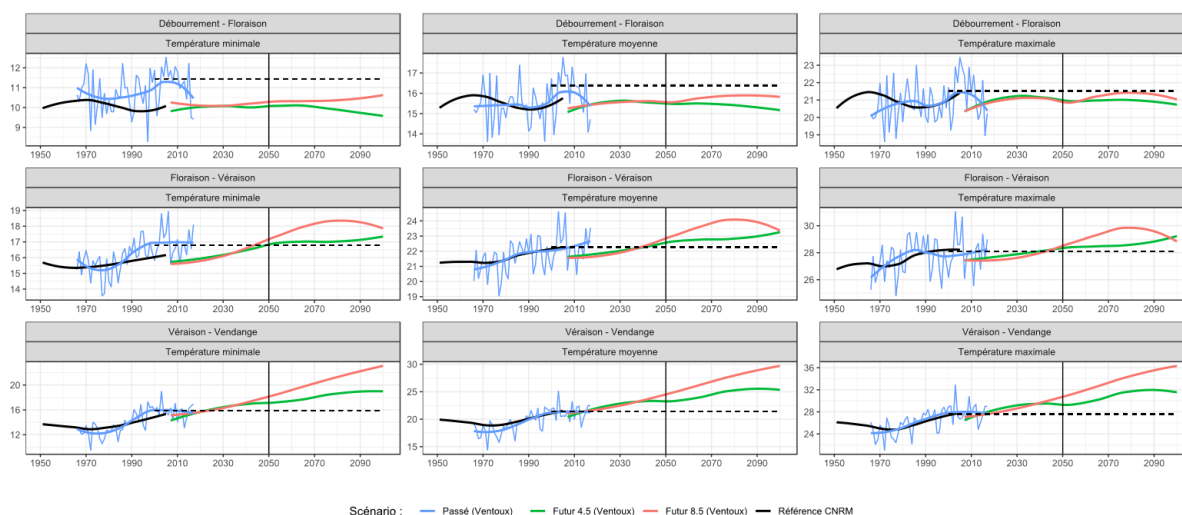 Débourrement - Floraison
Débourrement - Floraison
Débourrement - Floraison
Température minimale
Température moyenne
Température maximale
12
11
10
9
17
16
15
14
23
22
21
20
19
1950 1970 1990 2010 2030 2050 2070 2090
1950 1970 1990 2010 2030 2050 2070 2090
1950 1970 1990 2010 2030 2050 2070 2090
Floraison - Véraison
Floraison - Véraison
Floraison - Véraison
Température minimale
Température moyenne
Température maximale
19
18
17
16
15
14
24
23
22
21
20
19
30
28
26
1950 1970 1990 2010 2030 2050 2070 2090
1950 1970 1990 2010 2030 2050 2070 2090
1950 1970 1990 2010 2030 2050 2070 2090
Véraison - Vendange
Véraison - Vendange
Véraison - Vendange
Température minimale
Température moyenne
Température maximale
20
16
12
30
25
20
15
36
32
28
24
1950 1970 1990 2010 2030 2050 2070 2090
1950 1970 1990 2010 2030 2050 2070 2090
1950 1970 1990 2010 2030 2050 2070 2090
Scénario : Passé (Ventoux) Futur 4.5 (Ventoux) Futur 8.5 (Ventoux) Référence CNRM